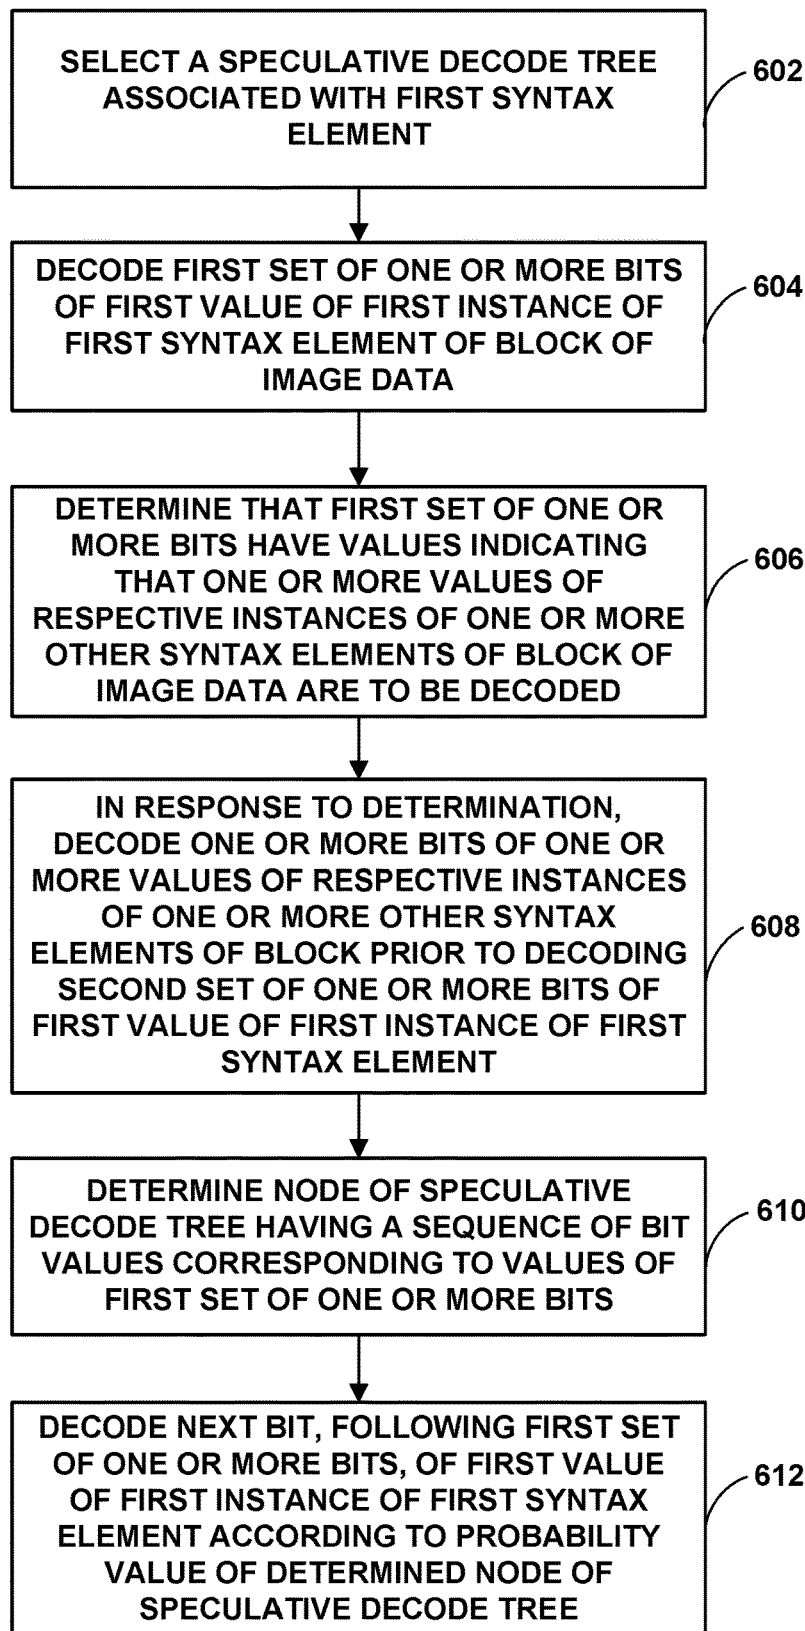 SELECT A SPECULATIVE DECODE TREE
ASSOCIATED WITH FIRST SYNTAX
ELEMENT
602
DECODE FIRST SET OF ONE OR MORE BITS
OF FIRST VALUE OF FIRST INSTANCE OF
FIRST SYNTAX ELEMENT OF BLOCK OF
IMAGE DATA
604
DETERMINE THAT FIRST SET OF ONE OR
MORE BITS HAVE VALUES INDICATING
THAT ONE OR MORE VALUES OF
RESPECTIVE INSTANCES OF ONE OR MORE
OTHER SYNTAX ELEMENTS OF BLOCK OF
IMAGE DATA ARE TO BE DECODED
606
IN RESPONSE TO DETERMINATION,
DECODE ONE OR MORE BITS OF ONE OR
MORE VALUES OF RESPECTIVE INSTANCES
OF ONE OR MORE OTHER SYNTAX
ELEMENTS OF BLOCK PRIOR TO DECODING
SECOND SET OF ONE OR MORE BITS OF
FIRST VALUE OF FIRST INSTANCE OF FIRST
SYNTAX ELEMENT
608
DETERMINE NODE OF SPECULATIVE
DECODE TREE HAVING A SEQUENCE OF BIT
VALUES CORRESPONDING TO VALUES OF
FIRST SET OF ONE OR MORE BITS
610
DECODE NEXT BIT, FOLLOWING FIRST SET
OF ONE OR MORE BITS, OF FIRST VALUE
OF FIRST INSTANCE OF FIRST SYNTAX
ELEMENT ACCORDING TO PROBABILITY
VALUE OF DETERMINED NODE OF
SPECULATIVE DECODE TREE
612